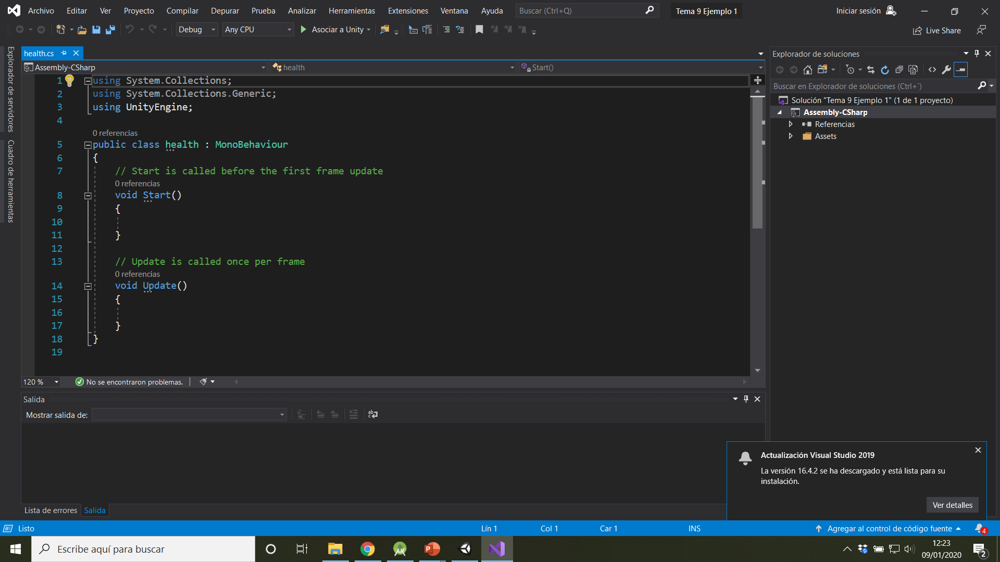 Archivo Editar Ver Proyecto Compilar Depurar Prueba Analizar Herramientas Extensiones Ventana Ayuda Buscar (Ctrl+Q) Tema 9 Ejemplo 1 Iniciar sesión
Debug Any CPU Asociar a Unity Live Share
Explorador de servidores
Cuadro de herramientas
health.cs
Assembly-CSharp health Start()
1 using System.Collections;
2 using System.Collections.Generic;
3 using UnityEngine;
4
0 referencias
5 public class health : MonoBehaviour
6 {
7 // Start is called before the first frame update
0 referencias
8 void Start()
9 {
10
11 }
12
13 // Update is called once per frame
0 referencias
14 void Update()
15 {
16
17 }
18 }
19
120 % No se encontraron problemas.
Salida
Mostrar salida de:
Lista de errores Salida
Explorador de soluciones
Buscar en Explorador de soluciones (Ctrl+`)
Solución "Tema 9 Ejemplo 1" (1 de 1 proyecto)
Assembly-CSharp
Referencias
Assets
Actualización Visual Studio 2019
La versión 16.4.2 se ha descargado y está lista para su
instalación.
Ver detalles
Listo Lín 1 Col 1 Car 1 INS Agregar al control de código fuente 4
Escribe aquí para buscar
12:23
09/01/2020
2